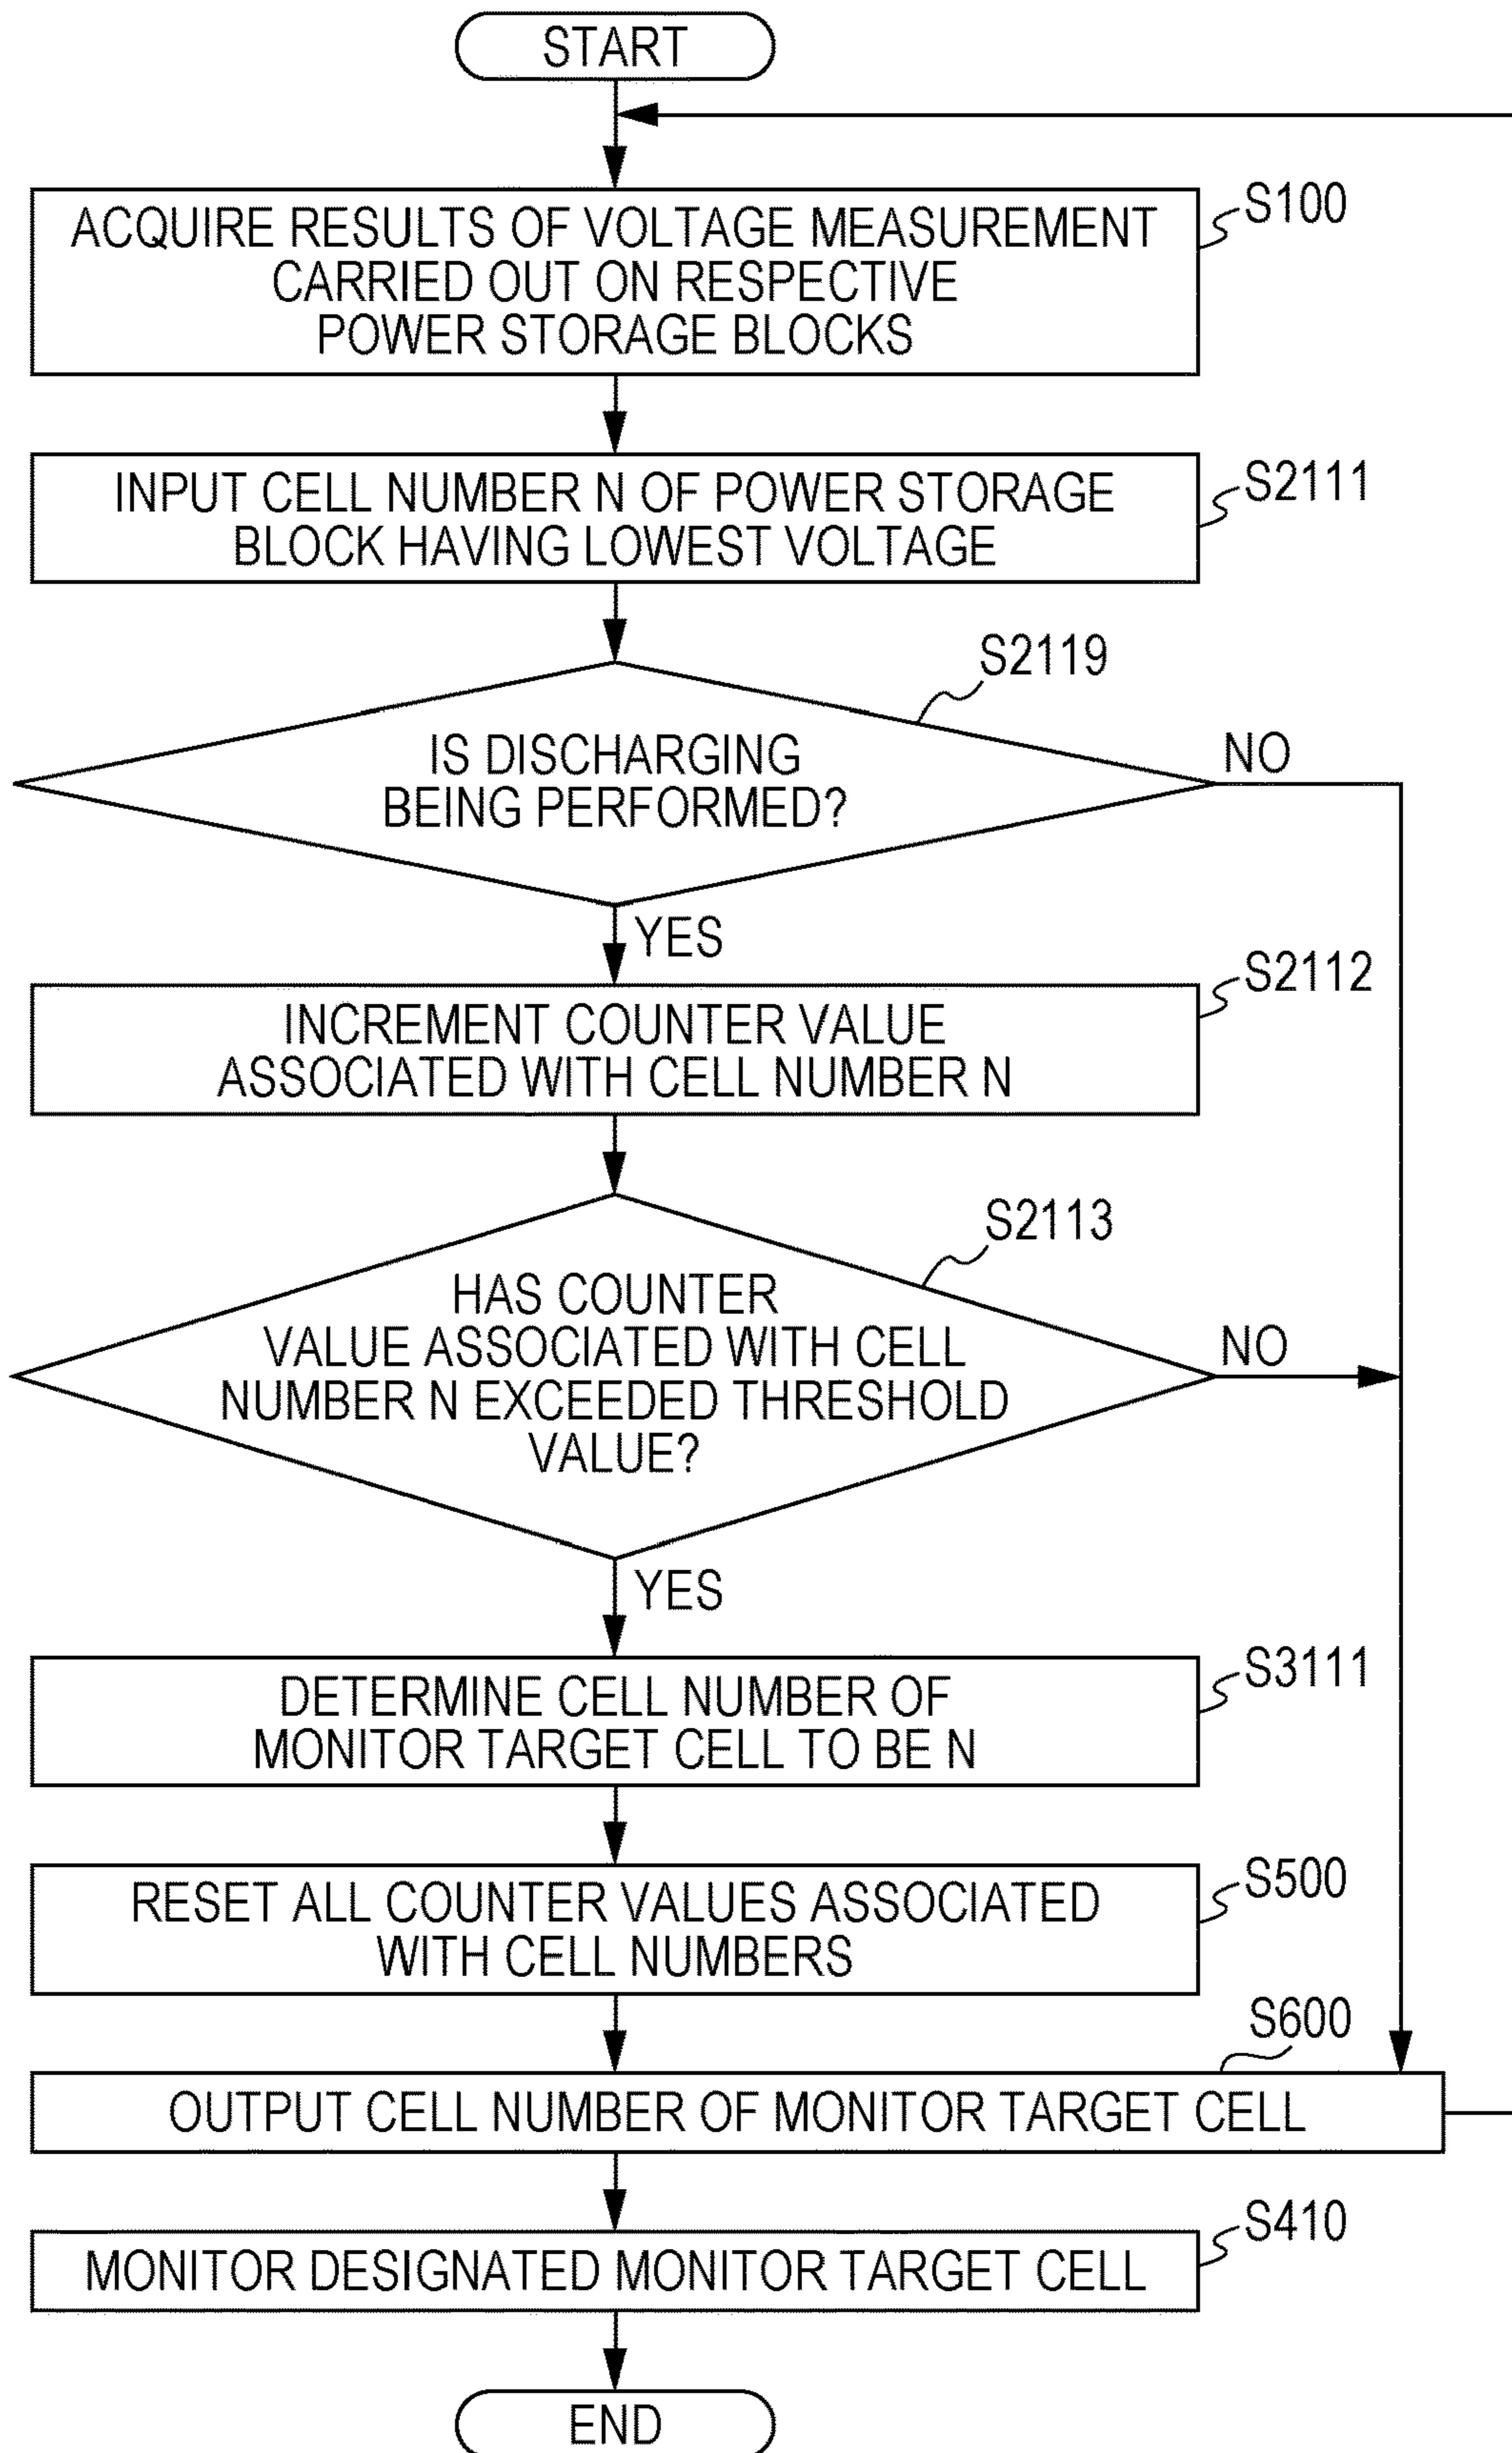 START
ACQUIRE RESULTS OF VOLTAGE MEASUREMENT
CARRIED OUT ON RESPECTIVE
POWER STORAGE BLOCKS
S100
INPUT CELL NUMBER N OF POWER STORAGE
BLOCK HAVING LOWEST VOLTAGE
S2111
S2119
IS DISCHARGING
BEING PERFORMED?
NO
YES
INCREMENT COUNTER VALUE
ASSOCIATED WITH CELL NUMBER N
S2112
S2113
HAS COUNTER
VALUE ASSOCIATED WITH CELL
NUMBER N EXCEEDED THRESHOLD
VALUE?
NO
YES
DETERMINE CELL NUMBER OF
MONITOR TARGET CELL TO BE N
S3111
RESET ALL COUNTER VALUES ASSOCIATED
WITH CELL NUMBERS
S500
S600
OUTPUT CELL NUMBER OF MONITOR TARGET CELL
S410
MONITOR DESIGNATED MONITOR TARGET CELL
END